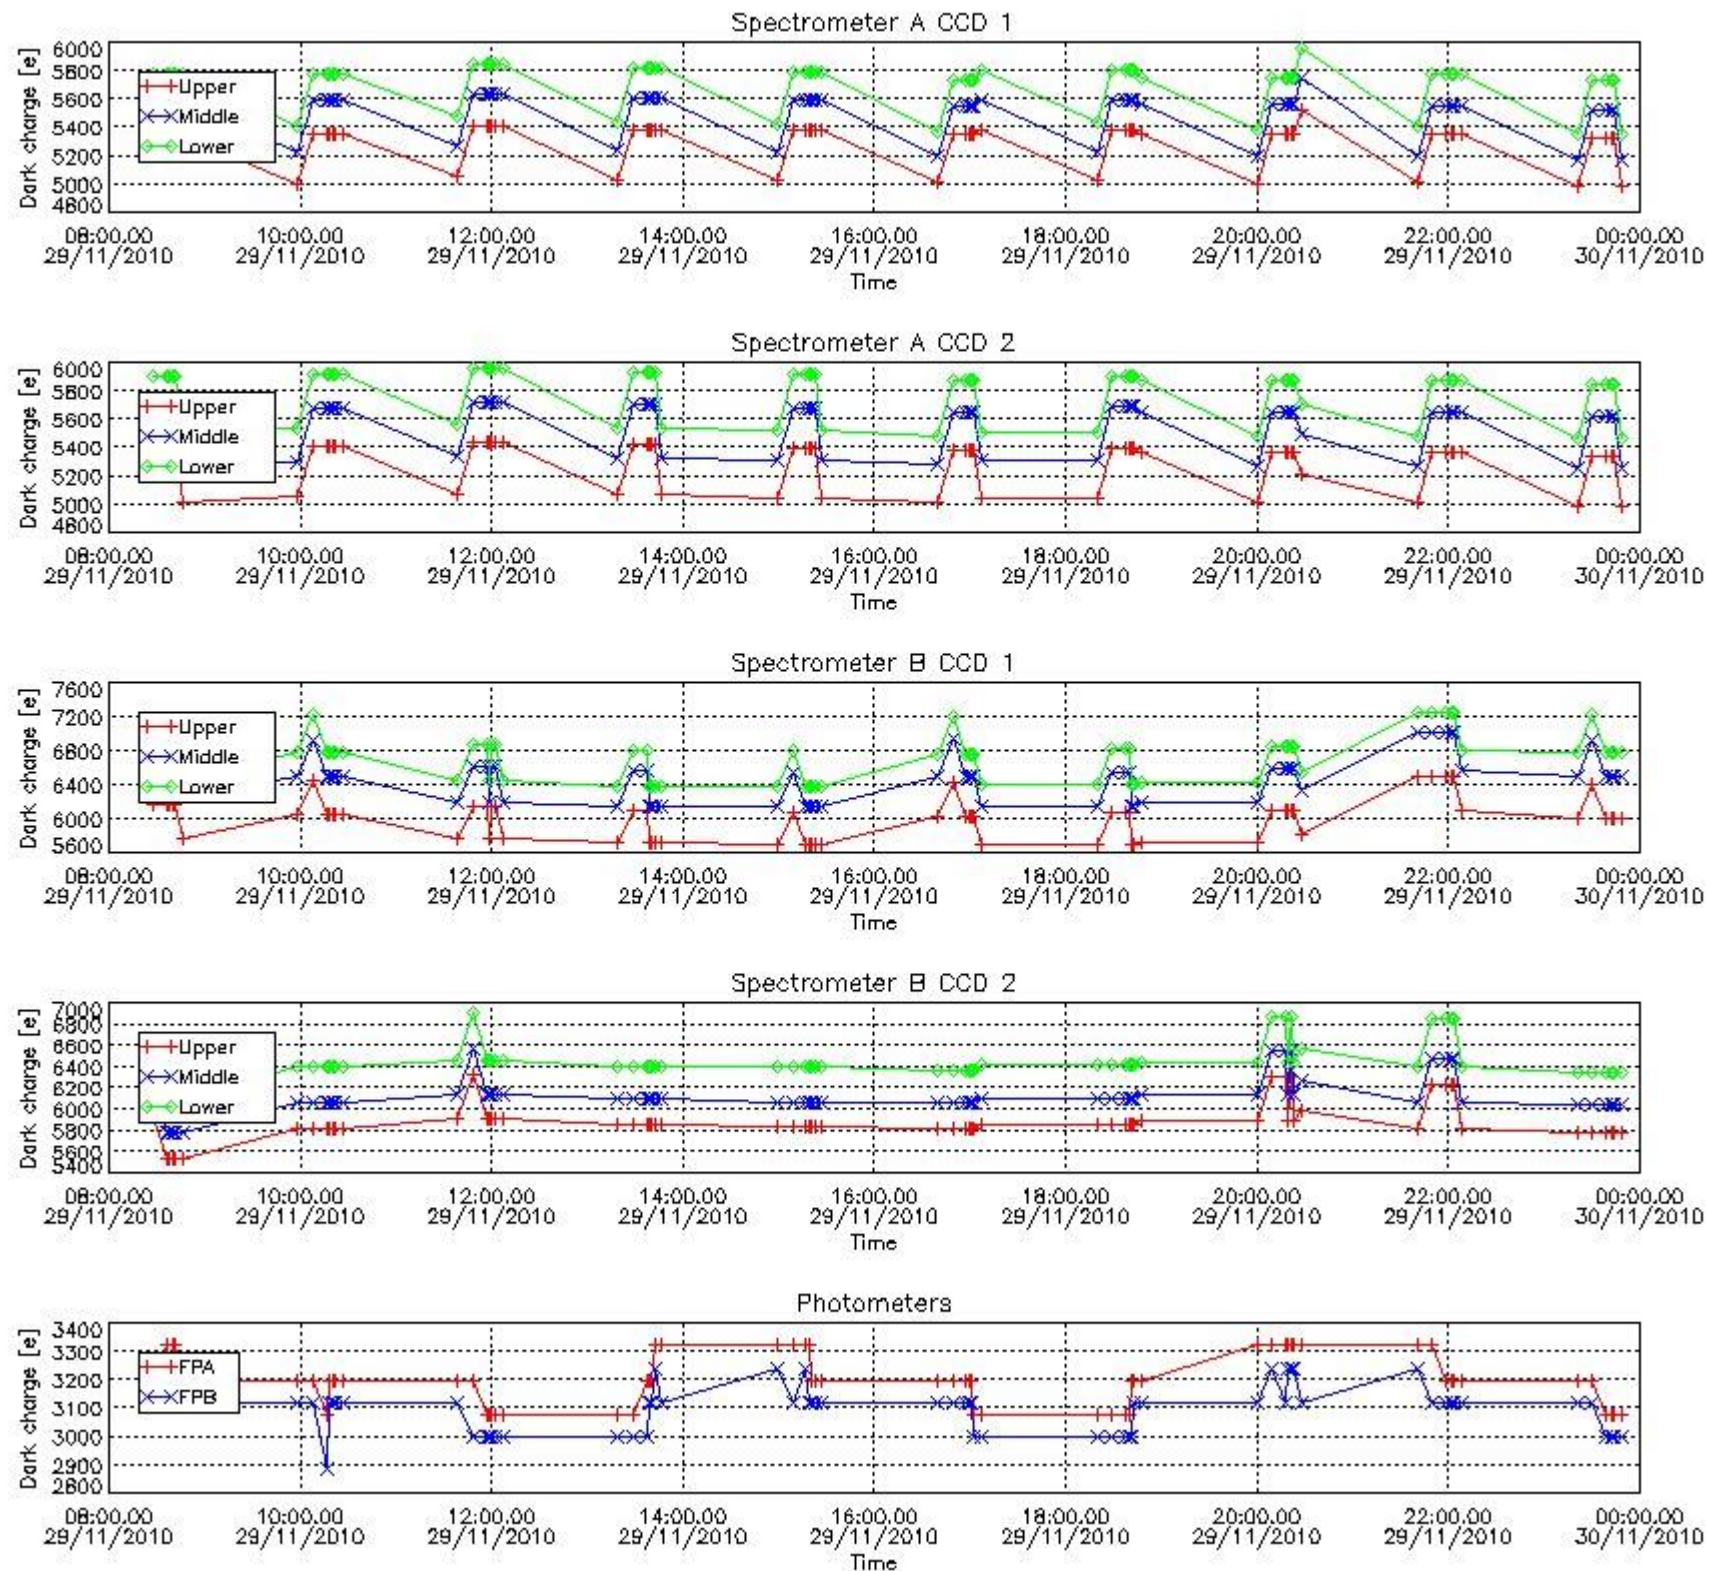 Spectrometer A CCD 1
Dark charge [e]
6000
5800
5600
5400
5200
5000
4800
Upper
Middle
Lower
08:00.00 10:00.00 12:00.00 14:00.00 16:00.00 18:00.00 20:00.00 22:00.00 00:00.00
29/11/2010 29/11/2010 29/11/2010 29/11/2010 29/11/2010 29/11/2010 29/11/2010 29/11/2010 30/11/2010
Time
Spectrometer A CCD 2
Dark charge [e]
6000
5800
5600
5400
5200
5000
4800
Upper
Middle
Lower
08:00.00 10:00.00 12:00.00 14:00.00 16:00.00 18:00.00 20:00.00 22:00.00 00:00.00
29/11/2010 29/11/2010 29/11/2010 29/11/2010 29/11/2010 29/11/2010 29/11/2010 29/11/2010 30/11/2010
Time
Spectrometer B CCD 1
Dark charge [e]
7600
7200
6800
6400
6000
5600
Upper
Middle
Lower
08:00.00 10:00.00 12:00.00 14:00.00 16:00.00 18:00.00 20:00.00 22:00.00 00:00.00
29/11/2010 29/11/2010 29/11/2010 29/11/2010 29/11/2010 29/11/2010 29/11/2010 29/11/2010 30/11/2010
Time
Spectrometer B CCD 2
Dark charge [e]
7000
6800
6600
6400
6200
6000
5800
5600
5400
Upper
Middle
Lower
08:00.00 10:00.00 12:00.00 14:00.00 16:00.00 18:00.00 20:00.00 22:00.00 00:00.00
29/11/2010 29/11/2010 29/11/2010 29/11/2010 29/11/2010 29/11/2010 29/11/2010 29/11/2010 30/11/2010
Time
Photometers
Dark charge [e]
3400
3300
3200
3100
3000
2900
2800
FPA
FPB
08:00.00 10:00.00 12:00.00 14:00.00 16:00.00 18:00.00 20:00.00 22:00.00 00:00.00
29/11/2010 29/11/2010 29/11/2010 29/11/2010 29/11/2010 29/11/2010 29/11/2010 29/11/2010 30/11/2010
Time